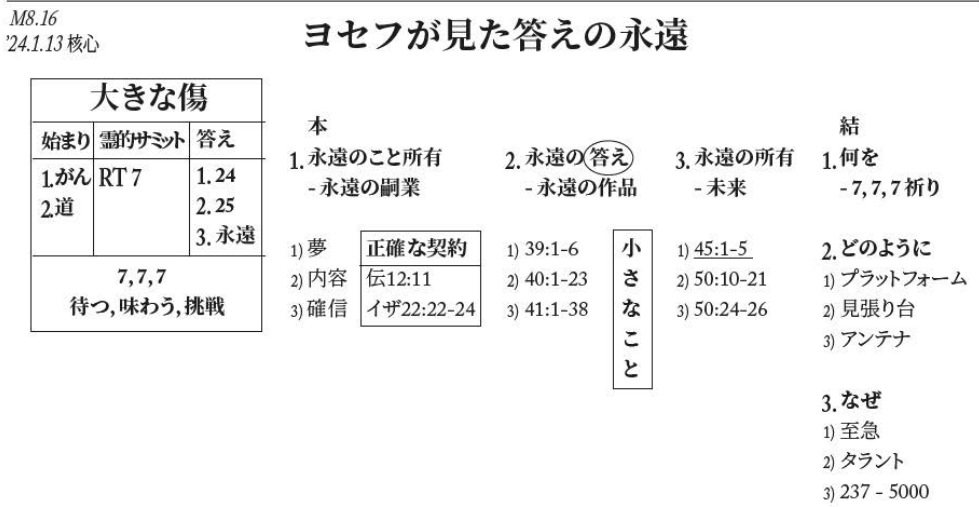 M8.16
'24.1.13 核心
ヨセフが見た答えの永遠
大きな傷
始まり 霊的サミット 答え
1.がん RT 7 1. 24
2.道 2. 25
3. 永遠
7, 7, 7
待つ, 味わう, 挑戦
本
1. 永遠のこと所有
- 永遠の嗣業
1) 夢 正確な契約
2) 内容 伝12:11
3) 確信 イザ22:22-24
2. 永遠の答え
- 永遠の作品
1) 39:1-6
2) 40:1-23
3) 41:1-38
小さなこと
3. 永遠の所有
- 未来
1) 45:1-5
2) 50:10-21
3) 50:24-26
結
1. 何を
- 7, 7, 7 祈り
2. どのように
1) プラットフォーム
2) 見張り台
3) アンテナ
3. なぜ
1) 至急
2) タラント
3) 237 - 5000